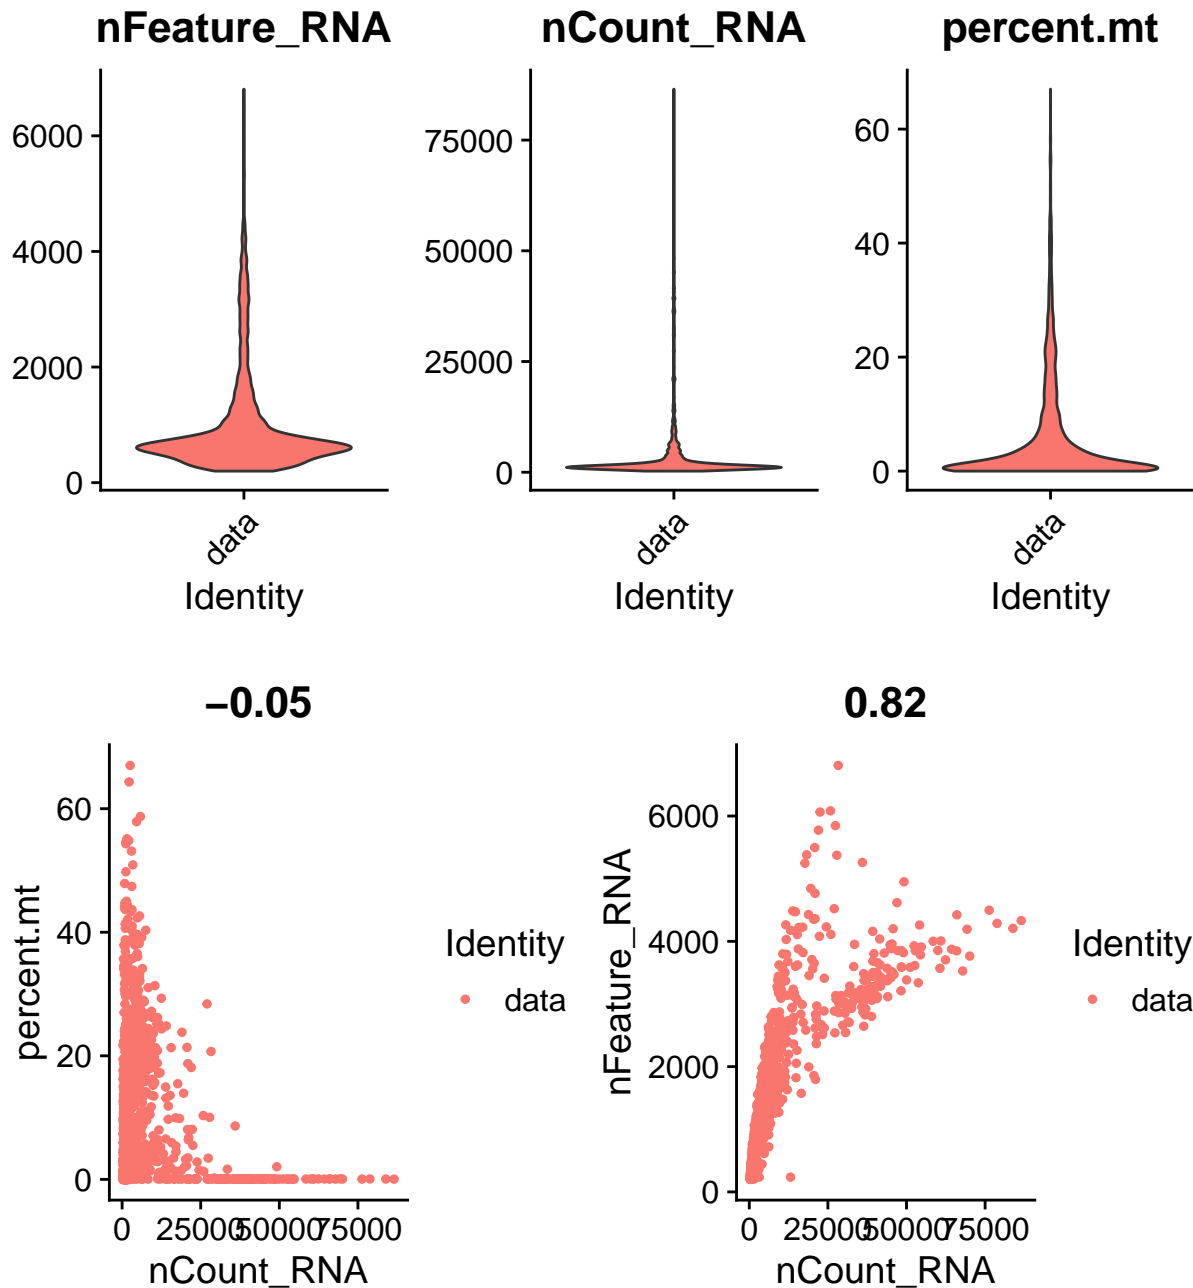 nFeature_RNA
nCount_RNA
percent.mt
6000
4000
2000
0
75000
50000
25000
0
60
40
20
0
data
data
data
Identity
Identity
Identity
−0.05
0.82
percent.mt
60
40
20
0
0
25000
50000
75000
nCount_RNA
Identity
data
nFeature_RNA
6000
4000
2000
0
0
25000
50000
75000
nCount_RNA
Identity
data